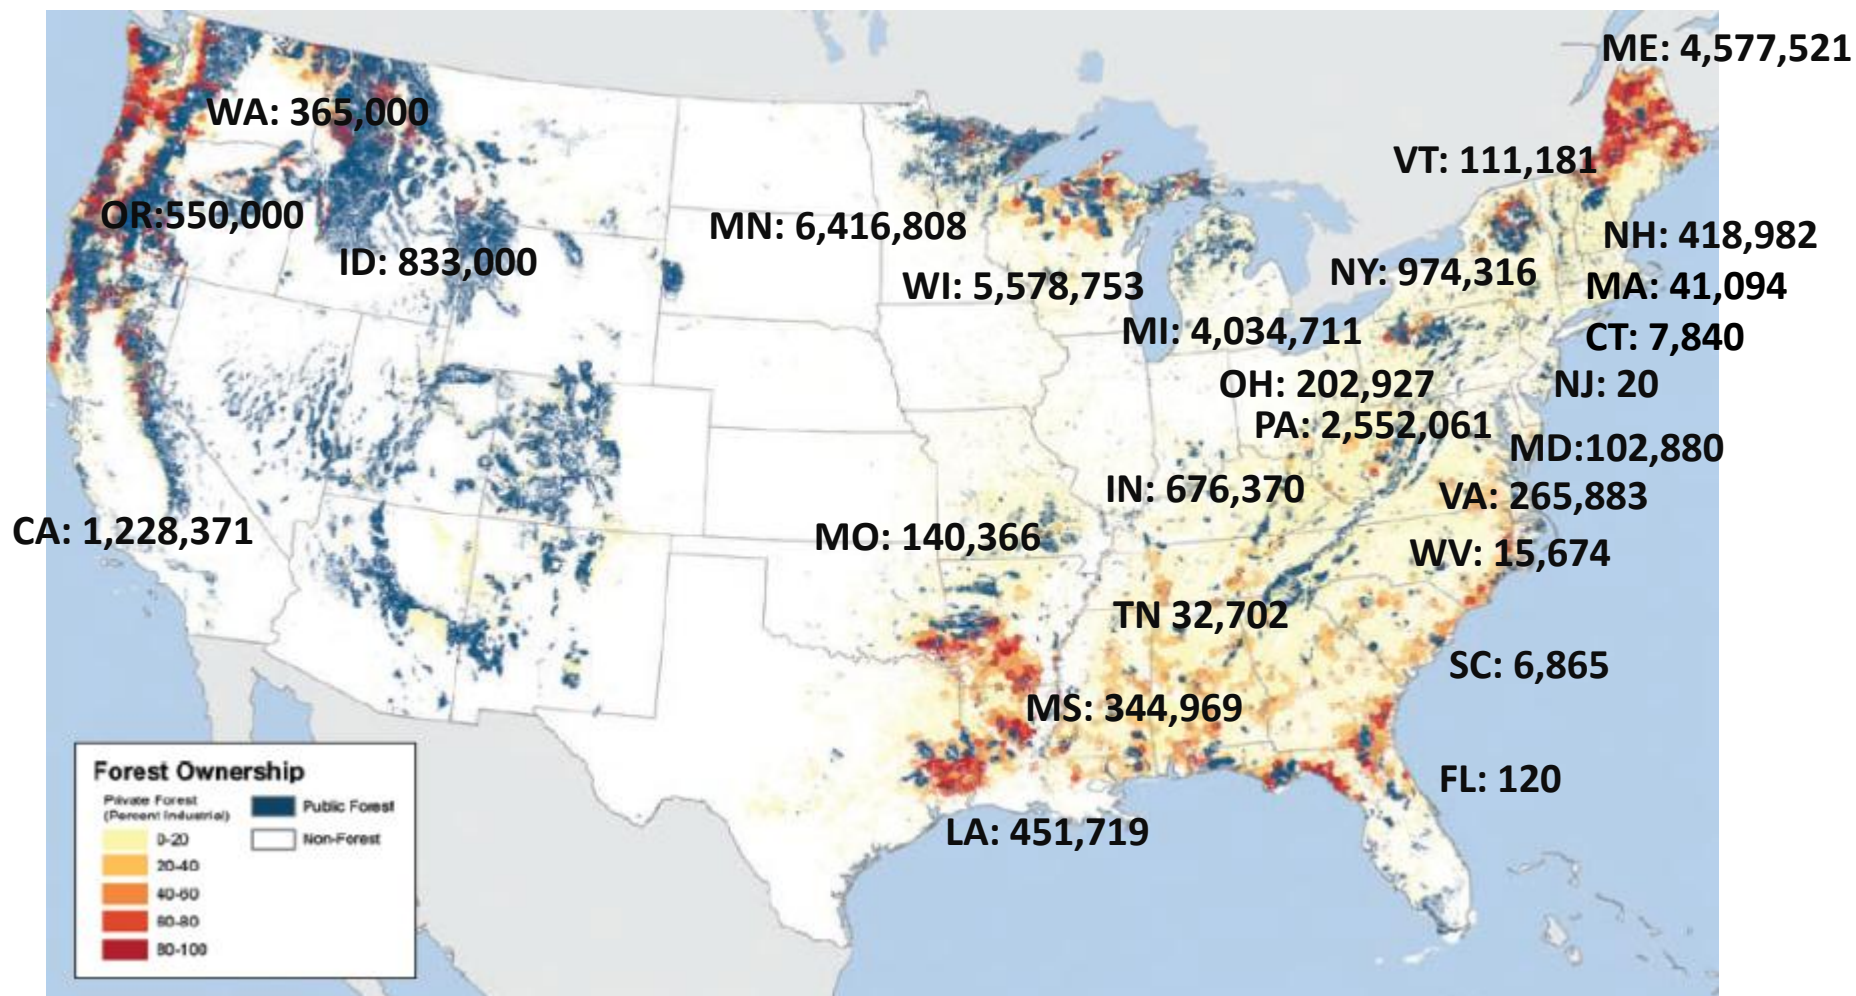 ME: 4,577,521
WA: 365,000
VT: 111,181
OR:550,000
MN: 6,416,808
NH: 418,982
ID: 833,000
NY: 974,316
WI: 5,578,753
MA: 41,094
MI: 4,034,711
CT: 7,840
OH: 202,927
NJ: 20
PA: 2,552,061
MD:102,880
IN: 676,370
VA: 265,883
CA: 1,228,371
MO: 140,366
WV: 15,674
TN 32,702
SC: 6,865
MS: 344,969
FL: 120
LA: 451,719
Forest Ownership
Private Forest
(Percent Industrial)
0-20
20-40
40-60
60-80
80-100
Public Forest
Non-Forest